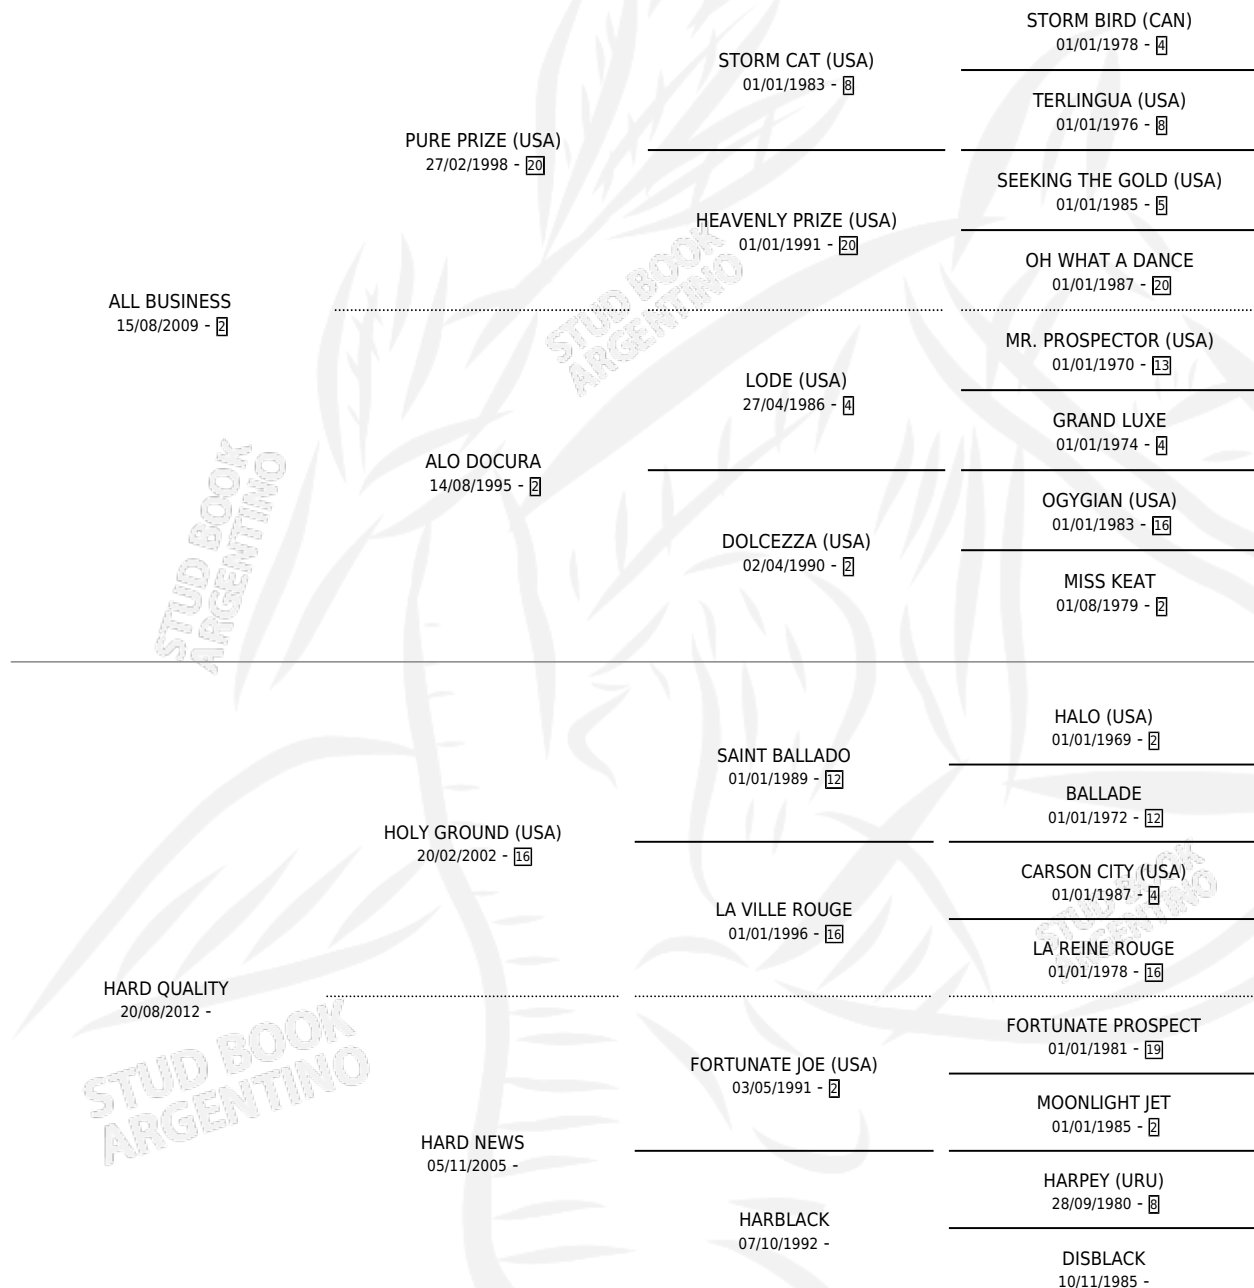 STORM BIRD (CAN)
01/01/1978 - 4
STORM CAT (USA)
01/01/1983 - 8
TERLINGUA (USA)
01/01/1976 - 8
PURE PRIZE (USA)
27/02/1998 - 20
SEEKING THE GOLD (USA)
01/01/1985 - 5
HEAVENLY PRIZE (USA)
01/01/1991 - 20
OH WHAT A DANCE
01/01/1987 - 20
ALL BUSINESS
15/08/2009 - 2
MR. PROSPECTOR (USA)
01/01/1970 - 13
LODE (USA)
27/04/1986 - 4
GRAND LUXE
01/01/1974 - 4
ALO DOCURA
14/08/1995 - 2
OGYGIAN (USA)
01/01/1983 - 16
DOLCEZZA (USA)
02/04/1990 - 2
MISS KEAT
01/08/1979 - 2
HALO (USA)
01/01/1969 - 2
SAINT BALLADO
01/01/1989 - 12
BALLADE
01/01/1972 - 12
HOLY GROUND (USA)
20/02/2002 - 16
CARSON CITY (USA)
01/01/1987 - 4
LA VILLE ROUGE
01/01/1996 - 16
LA REINE ROUGE
01/01/1978 - 16
HARD QUALITY
20/08/2012 -
FORTUNATE PROSPECT
01/01/1981 - 19
FORTUNATE JOE (USA)
03/05/1991 - 2
MOONLIGHT JET
01/01/1985 - 2
HARD NEWS
05/11/2005 -
HARPEY (URU)
28/09/1980 - 8
HARBLACK
07/10/1992 -
DISBLACK
10/11/1985 -
STUD BOOK
ARGENTINO
STUD BOOK
ARGENTINO
STUD BOOK
ARGENTINO
STUD BOOK
ARGENTINO